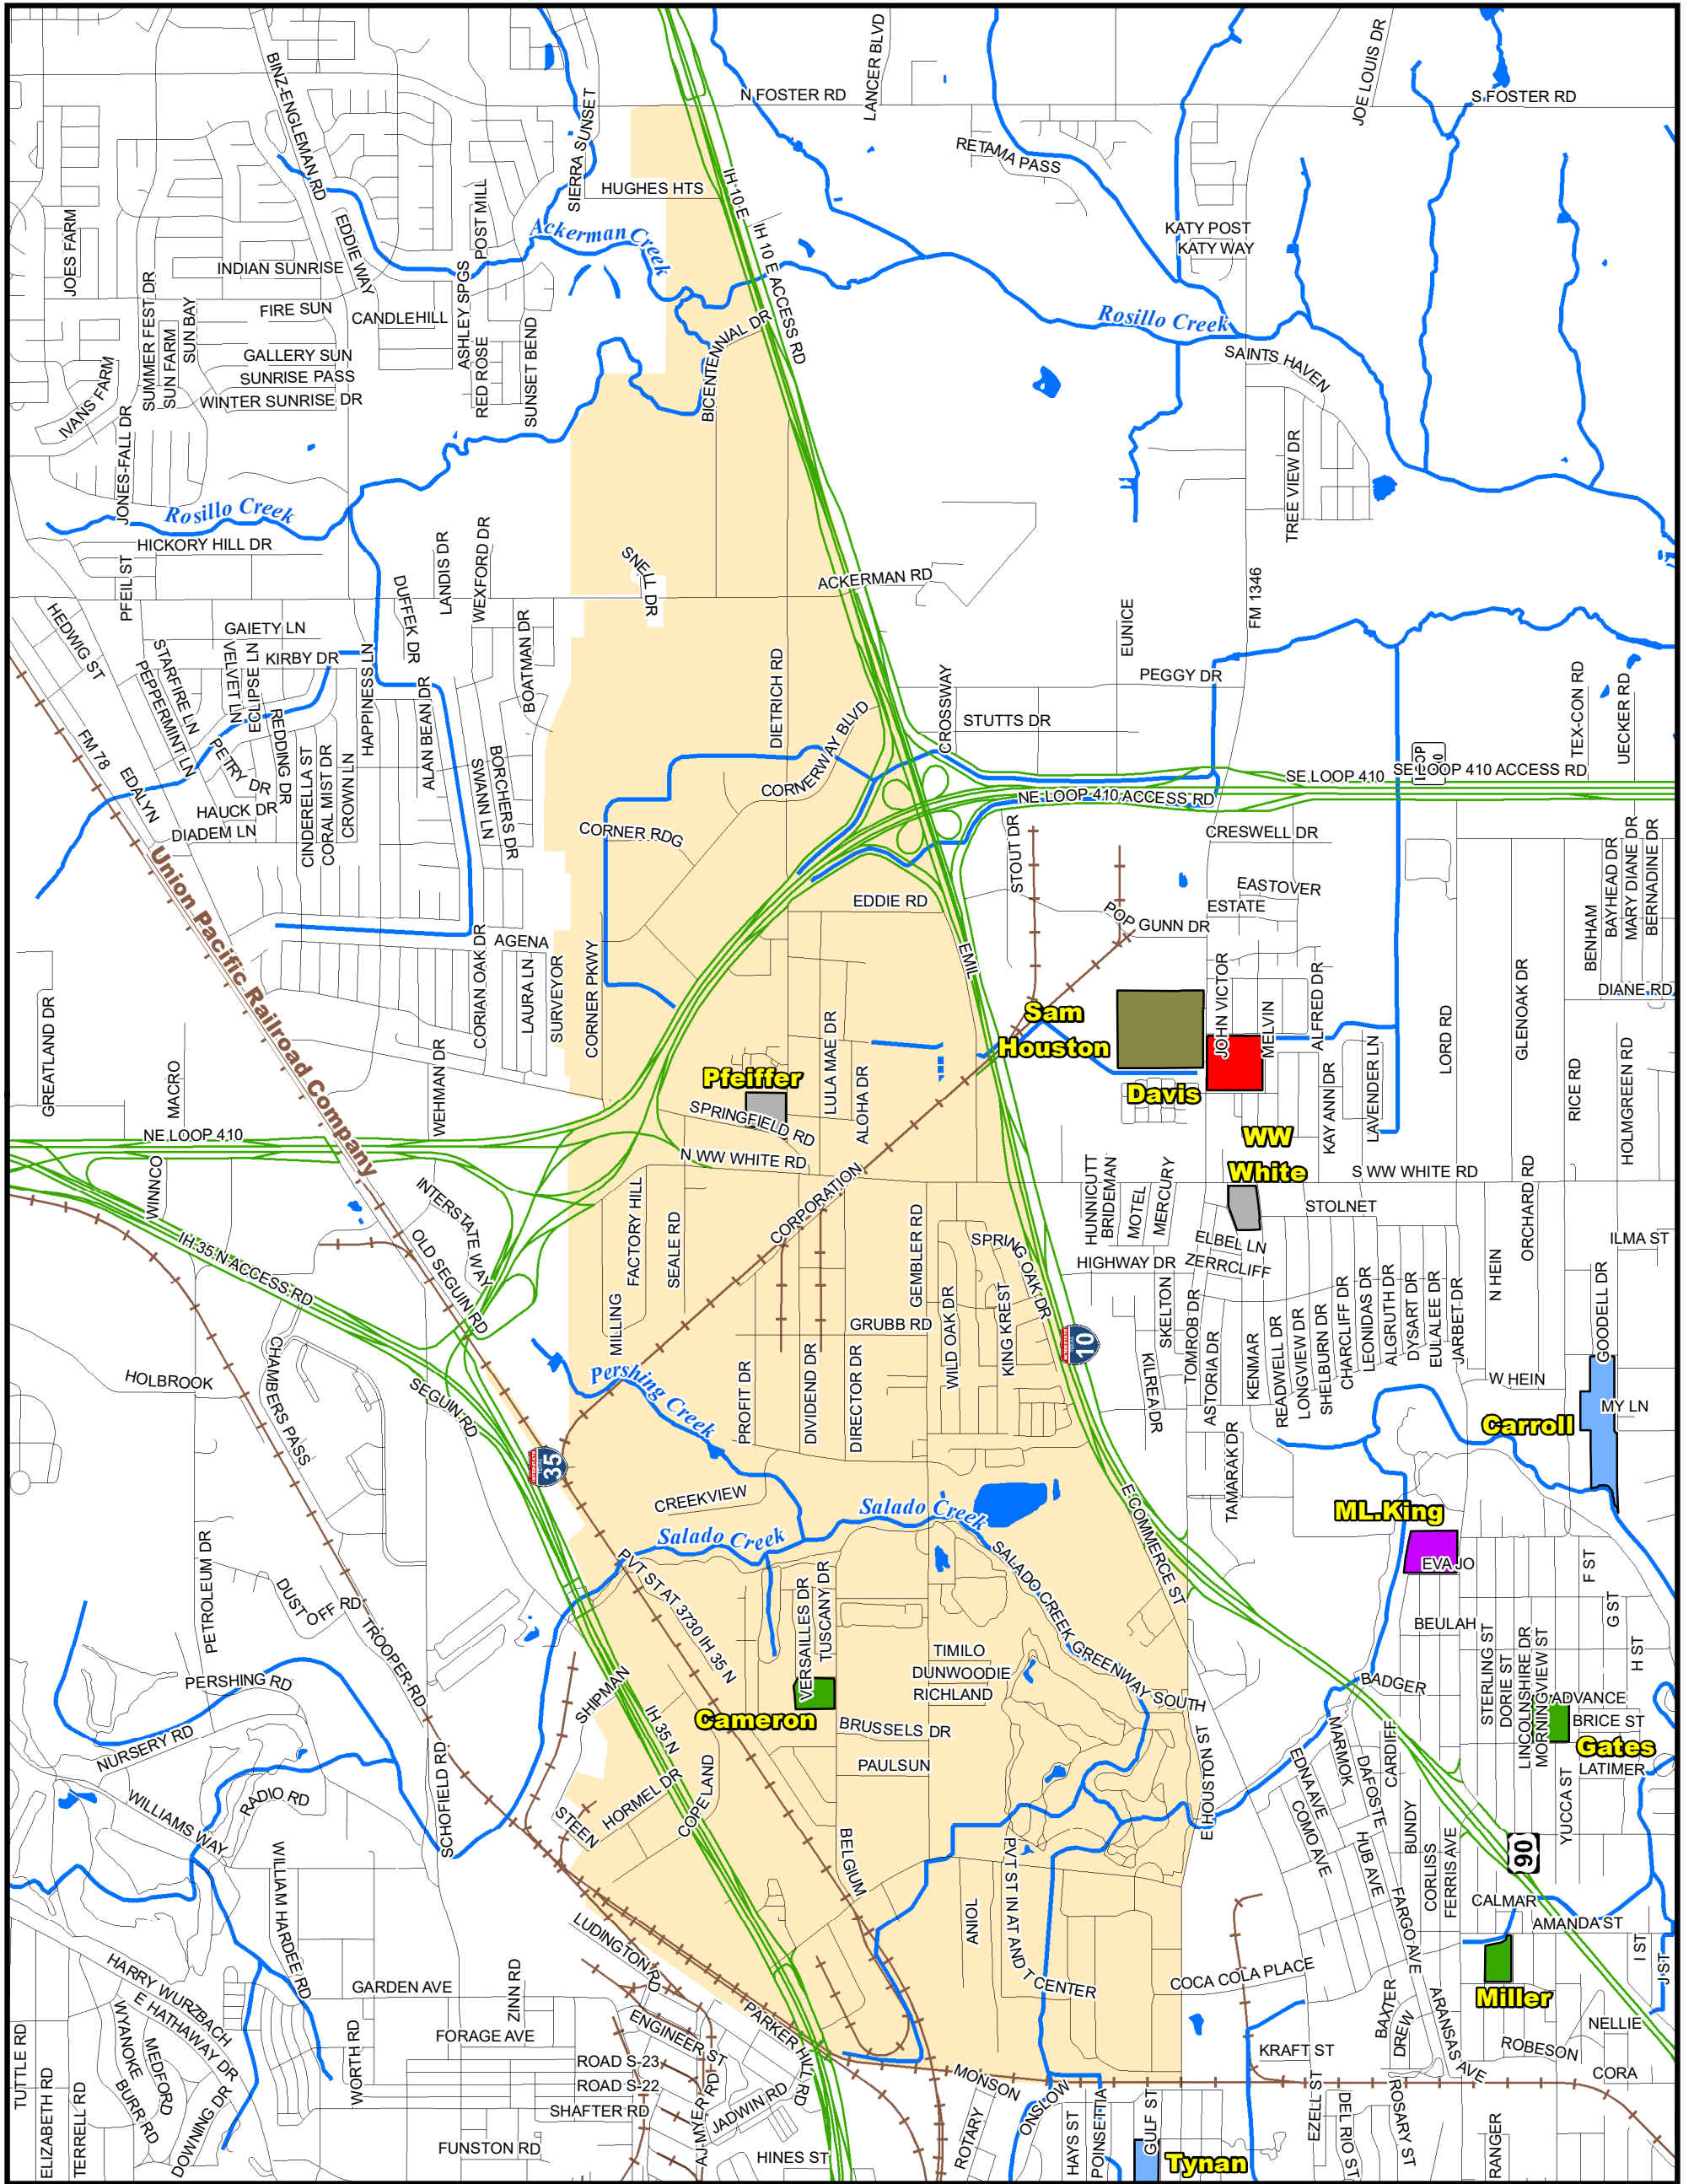 BINZ-ENGLEMAN RD
SIERRA SUNSET
N FOSTER RD
LANCER BLVD
JOE LOUIS DR
S FOSTER RD
RETAMA PASS
HUGHES HTS
IH 10 E
IH 10 E ACCESS RD
JOES FARM
POST MILL
EDDIE WAY
Ackerman Creek
KATY POST
KATY WAY
INDIAN SUNRISE
SUMMER FEST DR
SUN FARM
SUN BAY
FIRE SUN
CANDLEHILL
ASHLEY SPGS
RED ROSE
SUNSET BEND
BICENTENNIAL DR
Rosillo Creek
GALLERY SUN
SUNRISE PASS
WINTER SUNRISE DR
SAINTS HAVEN
IVANS FARM
JONES-FALL DR
TREE VIEW DR
Rosillo Creek
HICKORY HILL DR
PFEIL ST
LANDIS DR
WEXFORD DR
SNELL DR
ACKERMAN RD
FM 1346
EUNICE
HEDWIG ST
DUFFEK DR
BOATMAN DR
GAIETY LN
KIRBY DR
STARFIRE LN
PEPPERMINT LN
VELVET LN
ECLIPSE LN
REDDING DR
HAPPINESS LN
ALAN BEAN DR
DIETRICH RD
CROSSWAY
PEGGY DR
STUTTS DR
TEX-CON RD
UECKER RD
FM 78
EDALYN
PETRY DR
HAUCK DR
DIADEM LN
CINDERELLA ST
CORAL MIST DR
CROWN LN
SWANN LN
BORCHERS DR
CORNERWAY BLVD
CORNER RDG
SE LOOP 410
SE LOOP 410 ACCESS RD
NE LOOP 410 ACCESS RD
STOUT DR
CRESWELL DR
EASTOVER
ESTATE
EDDIE RD
POP GUNN DR
BENHAM
BAYHEAD DR
MARY DIANE DR
BERNADINE DR
Union Pacific Railroad Company
AGENA
CORIAN OAK DR
LAURA LN
SURVEYOR
CORNER PKWY
EMIL
JOHN VICTOR
MELVIN
ALFRED DR
GLENOAK DR
DIANE RD
GREATLAND DR
MACRO
WEHMAN DR
LULA MAE DR
ALOHA DR
Sam
Houston
Pfeiffer
Davis
KAY ANN DR
LAVENDER LN
LORD RD
RICE RD
HOLMGREEN RD
SPRINGFIELD RD
NE LOOP 410
N WW WHITE RD
WW
White
S WW WHITE RD
WINNCO
INTERSTATE WAY
FACTORY HILL
SEALE RD
CORPORATION
GEMBLER RD
HUNNICUTT
BRIDEMAN
MOTEL
MERCURY
STOLNET
ORCHARD RD
ILMA ST
IH 35 N ACCESS RD
OLD SEGUIN RD
SPRING OAK DR
ELBEL LN
ZERRCLIFF
HIGHWAY DR
N HEIN
GOODELL DR
MILLING
GRUBB RD
WILD OAK DR
KING KREST
10
SKELTON
TOMROB DR
KILREA DR
ASTORIA DR
KENMAR
READWELL DR
LONGVIEW DR
SHELBURN DR
CHARCLIFF DR
LEONIDAS DR
ALGRUTH DR
DYSART DR
EULALEE DR
JARBET DR
HOLBROOK
CHAMBERS PASS
SEGUIN RD
Pershing Creek
PROFIT DR
DIVIDEND DR
DIRECTOR DR
W HEIN
MY LN
Carroll
35
TAMARAK DR
CREEKVIEW
Salado Creek
Salado Creek
E COMMERCE ST
ML.King
EVA JO
F ST
G ST
H ST
PETROLEUM DR
DUST OFF RD
TROOPER RD
PVT ST AT 3730 IH 35 N
VERSAILLES DR
TUSCANY DR
SALADO CREEK GREENWAY SOUTH
BEULAH
TIMILO
DUNWOODIE
RICHLAND
PERSHING RD
SHIPMAN
IH 35 N
Cameron
BRUSSELS DR
PAULSUN
BADGER
STERLING ST
DORIE ST
LINCOLNSHIRE DR
MORNINGVIEW ST
ADVANCE
BRICE ST
Gates
LATIMER
NURSERY RD
RADIO RD
WILLIAMS WAY
SCHOFIELD RD
HORMEL DR
STEEN
COPELAND
BELGIUM
E HOUSTON ST
EDNA AVE
COMO AVE
MARMOK
DAFOSTE
HUB AVE
CARDIFF
BUNDY
CORLISS
FERRIS AVE
YUCCA ST
90
WILLIAM HARDEE RD
LUDINGTON RD
ANIOL
PVT ST IN AT AND T CENTER
FARGO AVE
CALMAR
AMANDA ST
I ST
J ST
HARRY WURZBACH
E HATHAWAY DR
GARDEN AVE
ZINN RD
PARKER HILL RD
COCA COLA PLACE
ARANSAS AVE
Miller
TUTTLE RD
ELIZABETH RD
TERRELL RD
WYANOKE
MEDFORD
BURR RD
DOWNING DR
WORTH RD
FORAGE AVE
ENGINEER ST
ROAD S-23
ROAD S-22
SHAFTER RD
FUNSTON RD
JADWIN RD
HINES ST
MONSON
ROTARY
ONSLOW
HAYS ST
POINSETTIA
GULF ST
Tynan
KRAFT ST
EZELL ST
DEL RIO ST
BAXTER
DREW
ROSARY ST
RANGER
ROBESON
NELLIE
CORA